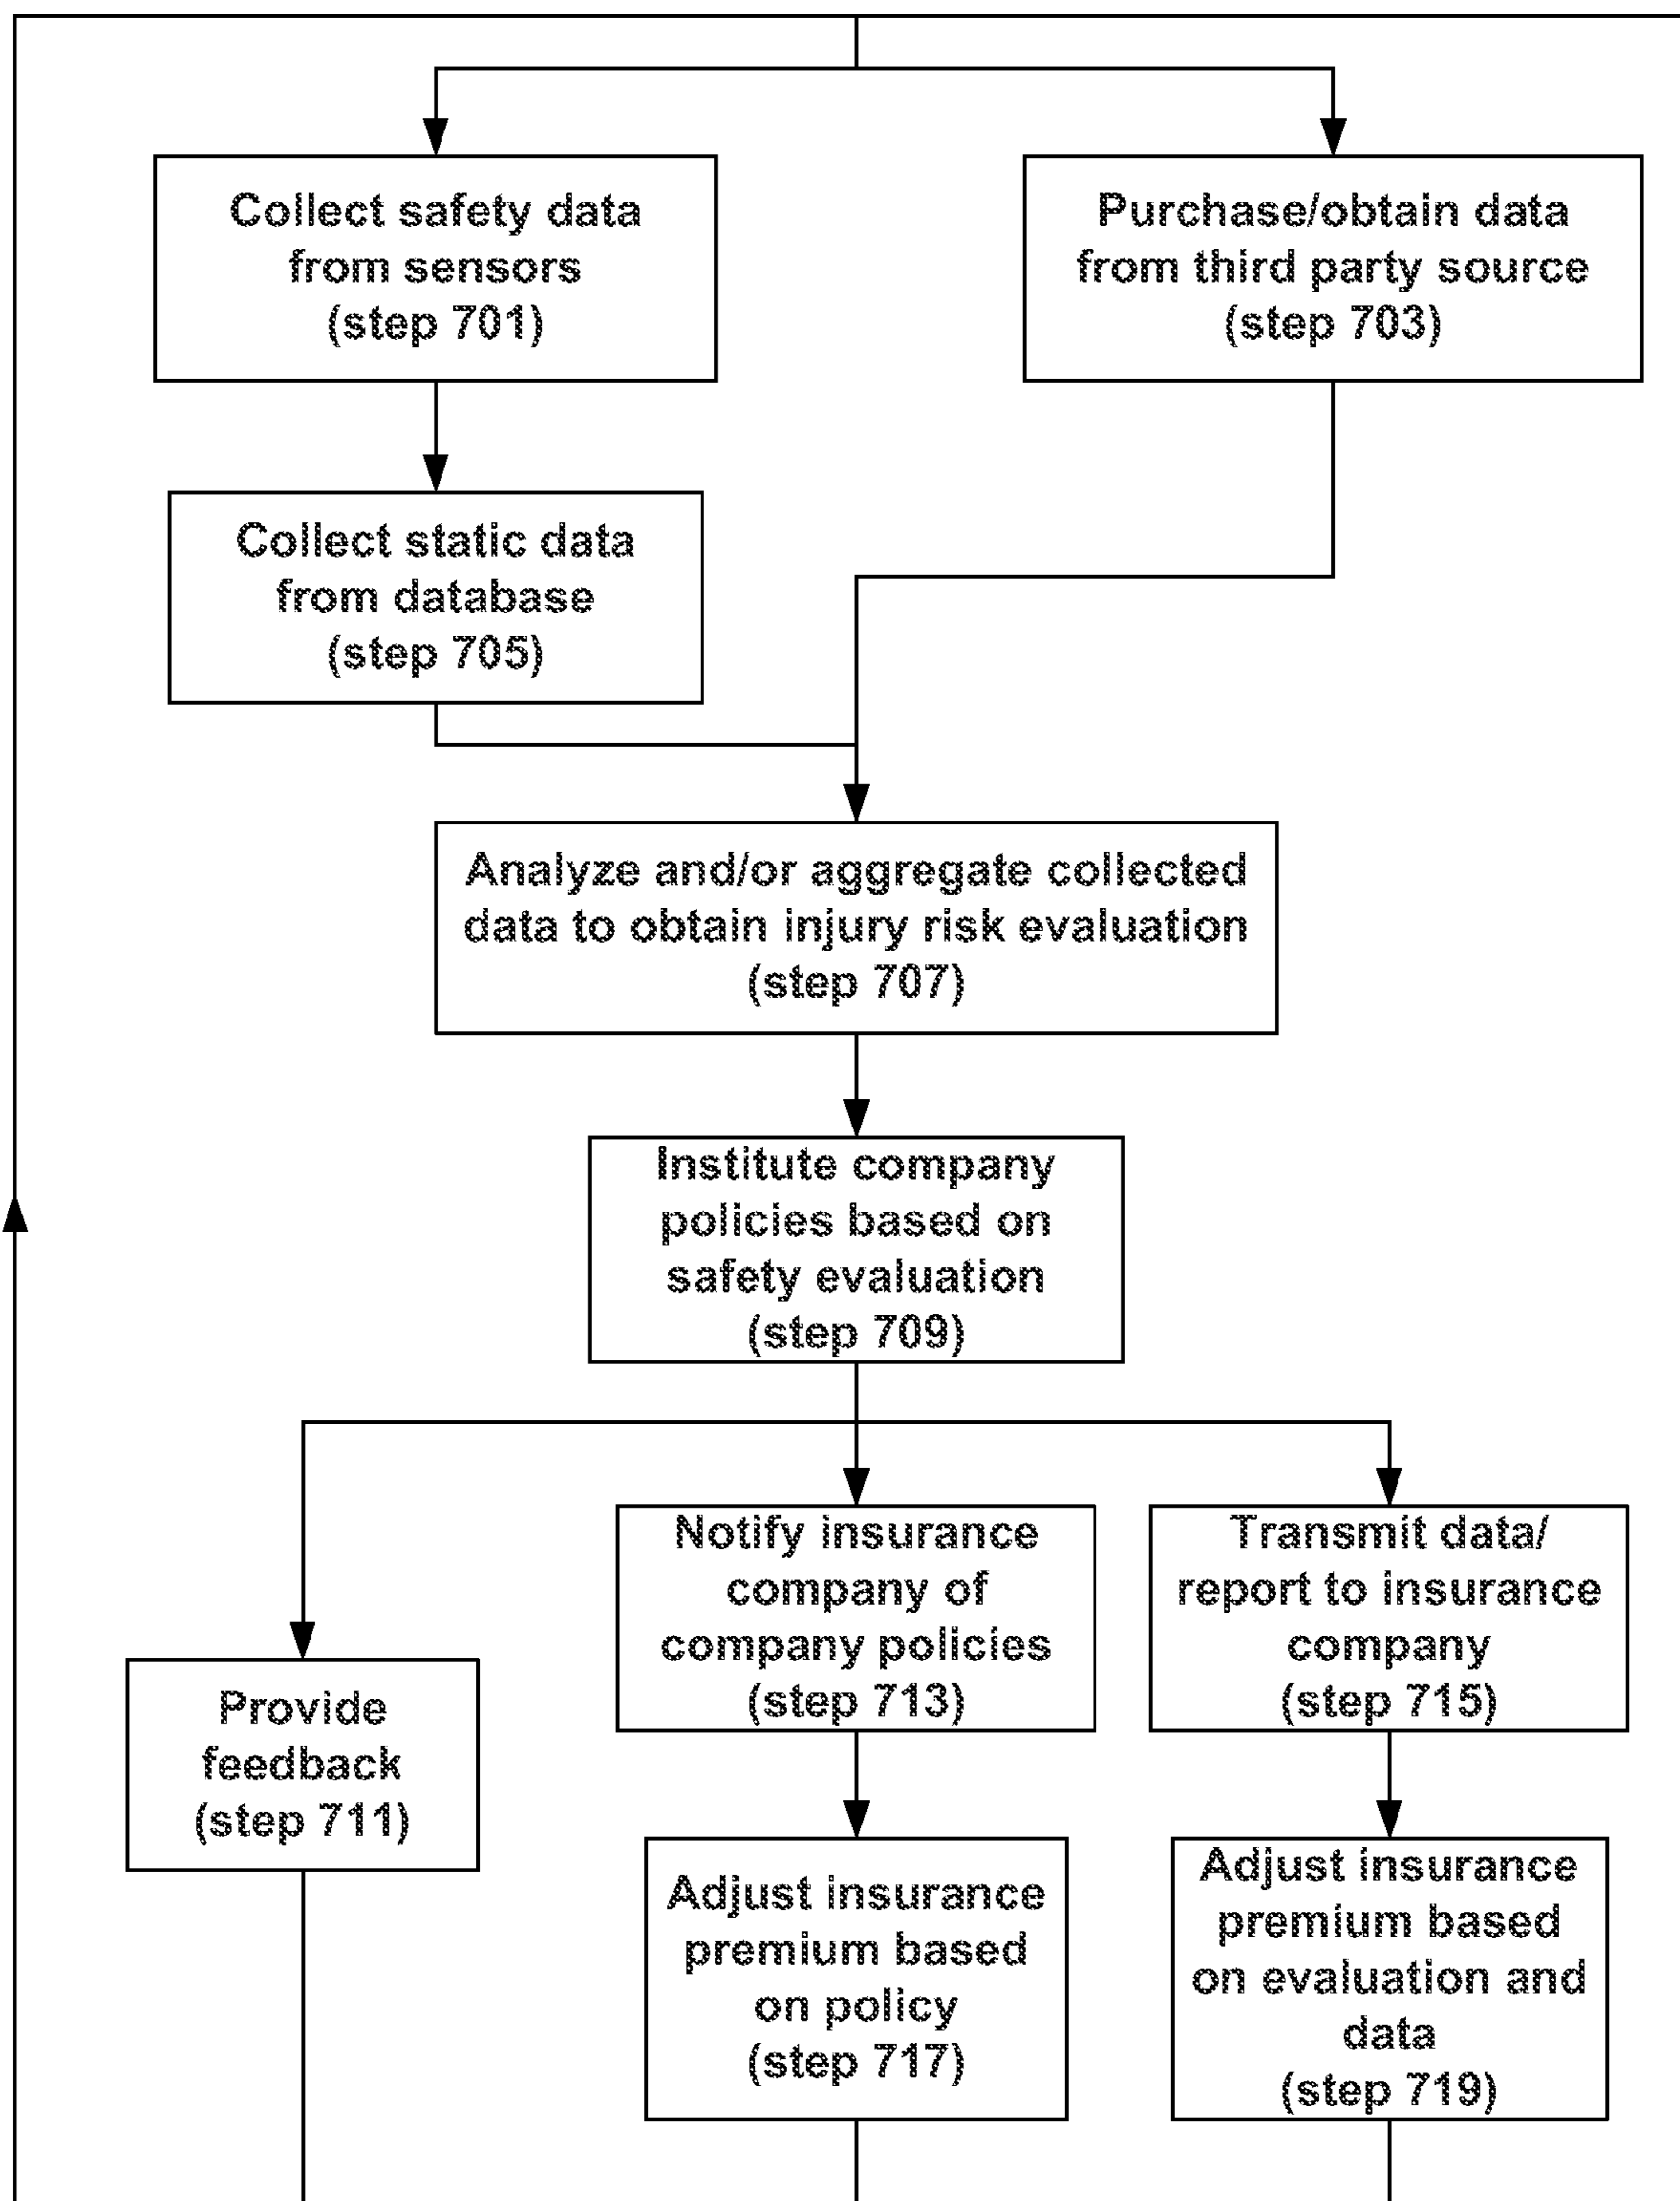 Collect safety data
from sensors
(step 701)
Purchase/obtain data
from third party source
(step 703)
Collect static data
from database
(step 705)
Analyze and/or aggregate collected
data to obtain injury risk evaluation
(step 707)
Institute company
policies based on
safety evaluation
(step 709)
Provide
feedback
(step 711)
Notify insurance
company of
company policies
(step 713)
Transmit data/
report to insurance
company
(step 715)
Adjust insurance
premium based
on policy
(step 717)
Adjust insurance
premium based
on evaluation and
data
(step 719)